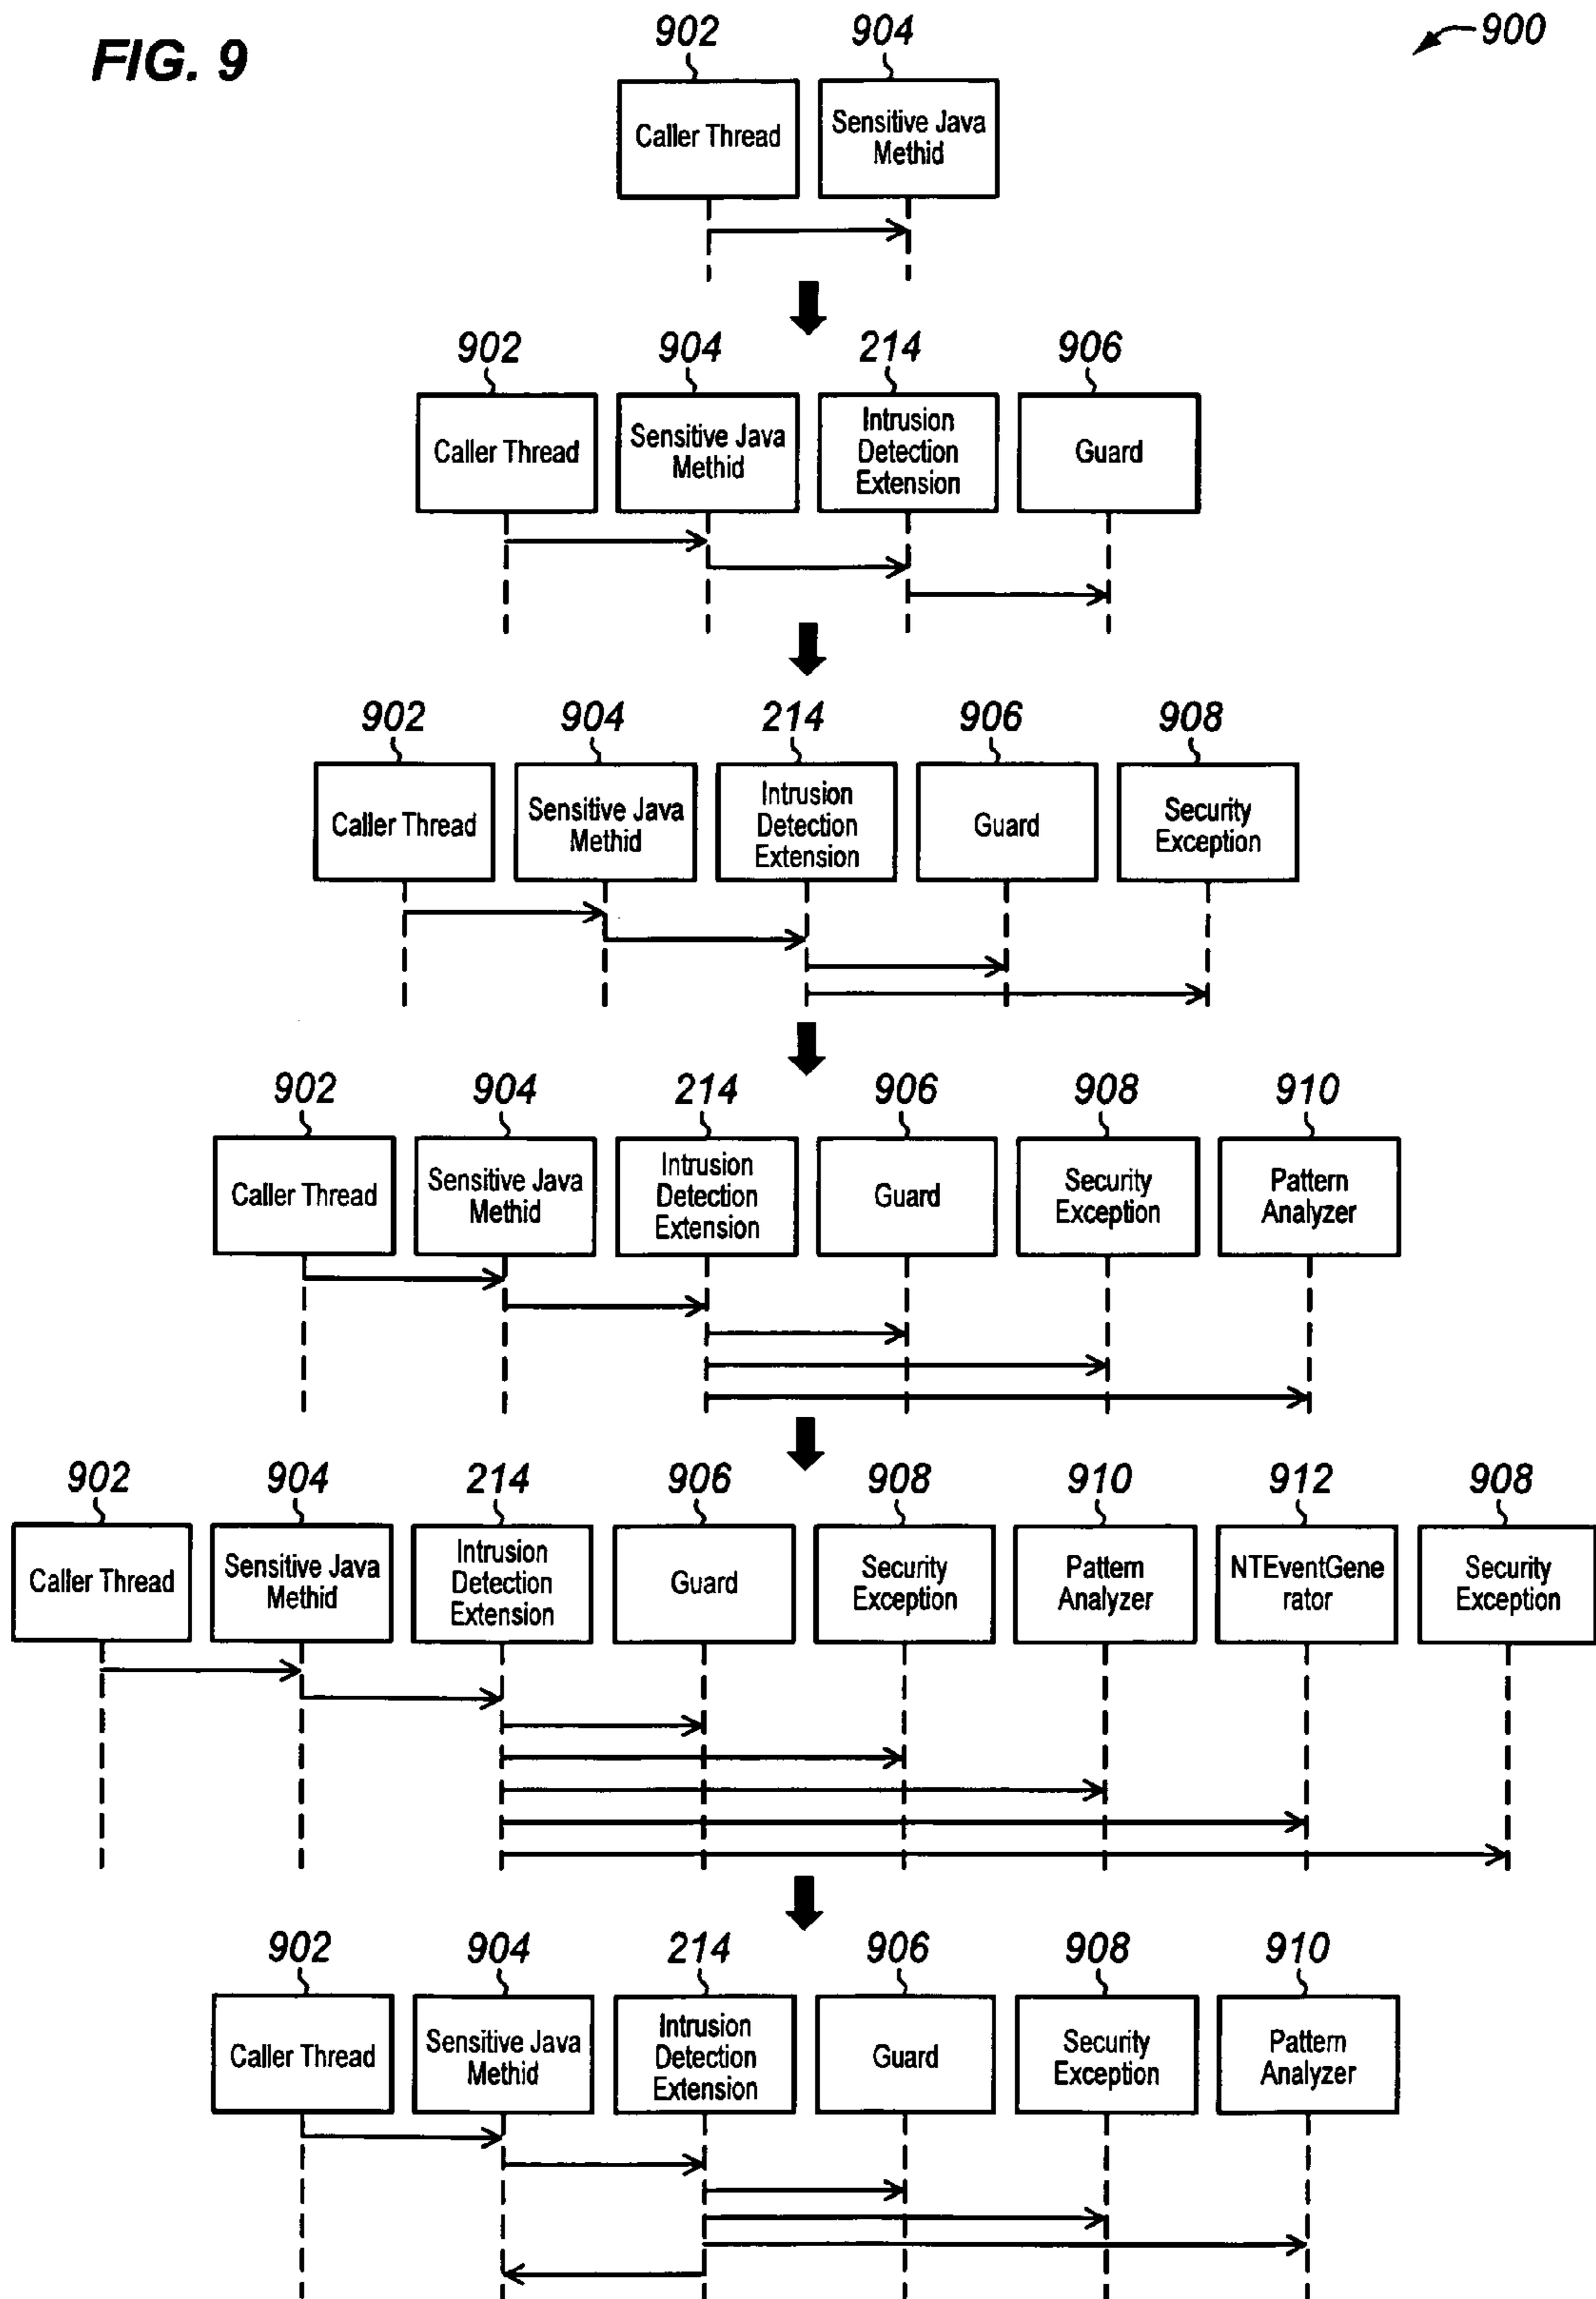 FIG. 9
902 904 900
Caller Thread
Sensitive Java
Methid
902 904 214 906
Caller Thread
Sensitive Java
Methid
Intrusion
Detection
Extension
Guard
902 904 214 906 908
Caller Thread
Sensitive Java
Methid
Intrusion
Detection
Extension
Guard
Security
Exception
902 904 214 906 908 910
Caller Thread
Sensitive Java
Methid
Intrusion
Detection
Extension
Guard
Security
Exception
Pattern
Analyzer
902 904 214 906 908 910 912 908
Caller Thread
Sensitive Java
Methid
Intrusion
Detection
Extension
Guard
Security
Exception
Pattern
Analyzer
NTEventGene
rator
Security
Exception
902 904 214 906 908 910
Caller Thread
Sensitive Java
Methid
Intrusion
Detection
Extension
Guard
Security
Exception
Pattern
Analyzer